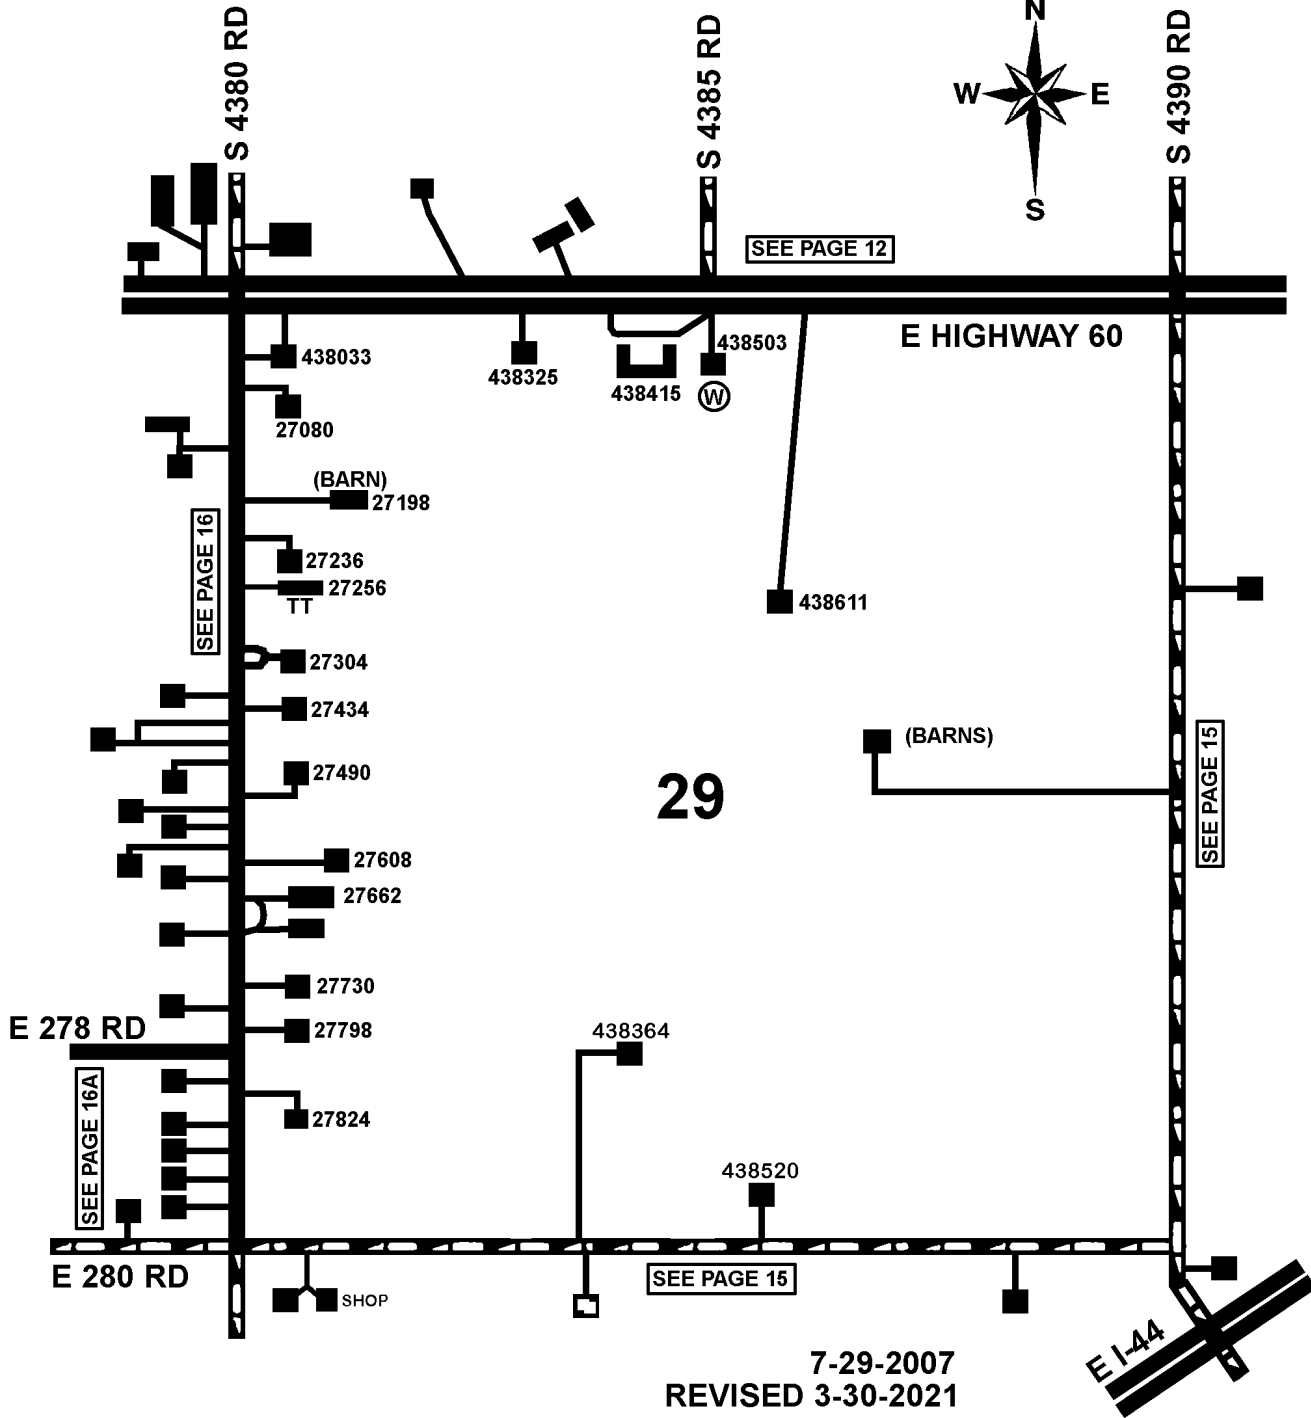 S 4380 RD
S 4385 RD
S 4390 RD
N
W E
S
SEE PAGE 12
E HIGHWAY 60
438033
438325
438415
438503
W
27080
(BARN)
27198
SEE PAGE 16
27236
27256
TT
438611
27304
27434
(BARNS)
27490
29
SEE PAGE 15
27608
27662
27730
E 278 RD
27798
438364
SEE PAGE 16A
27824
438520
E 280 RD
SEE PAGE 15
SHOP
E I-44
7-29-2007
REVISED 3-30-2021